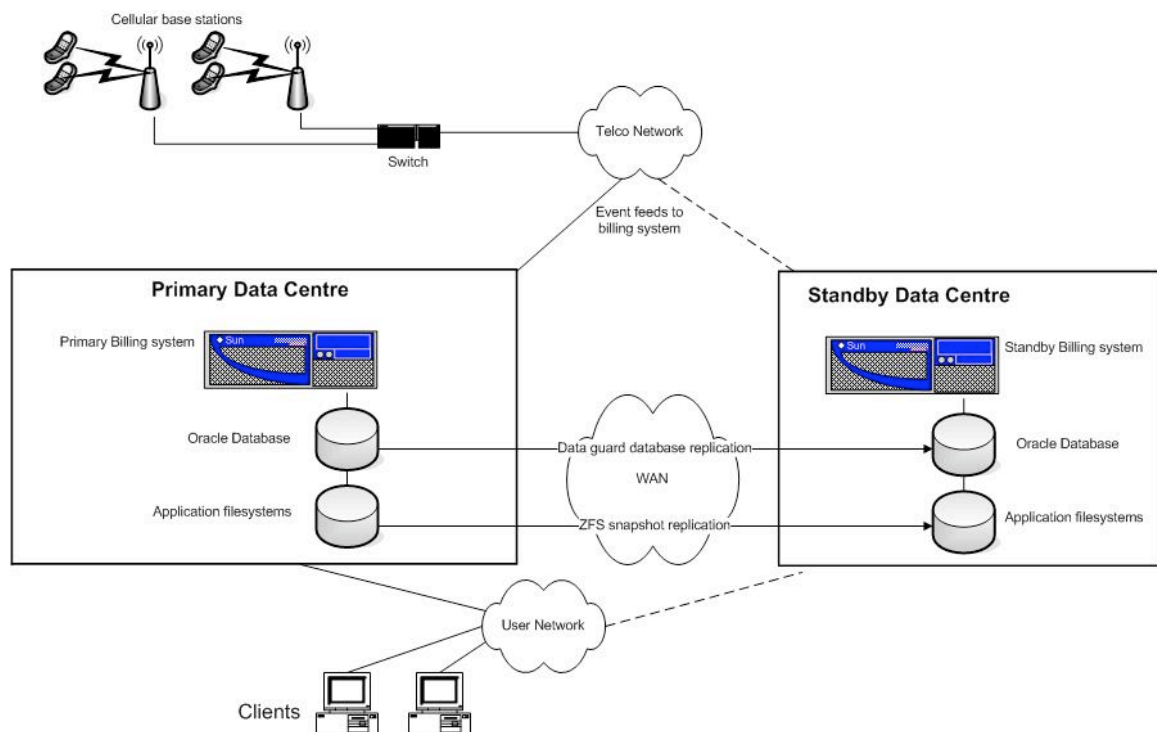 Cellular base stations
Switch
Telco Network
Event feeds to
billing system
Primary Data Centre
Standby Data Centre
Primary Billing system
Sun
Sun
Standby Billing system
Oracle Database
Data guard database replication
Oracle Database
WAN
Application filesystems
ZFS snapshot replication
Application filesystems
User Network
Clients